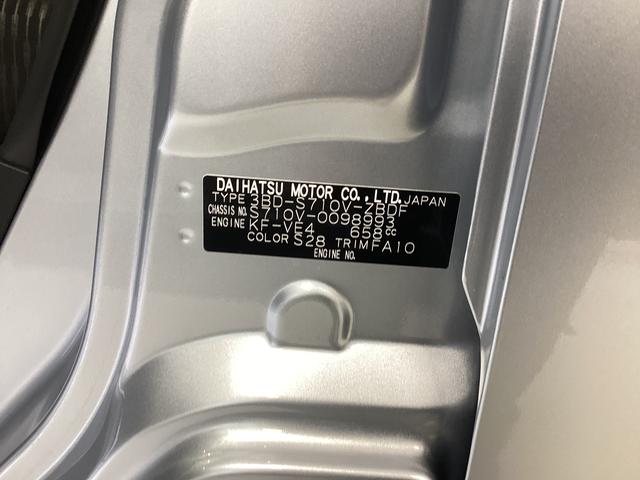 DAIHATSU MOTOR CO.,LTD. JAPAN
TYPE 3BD-S710V-ZBDF
CHASSIS NO. S710V-0098693
ENGINE KF-VE4 658cc
COLOR S28 TRIM FA10
ENGINE NO.